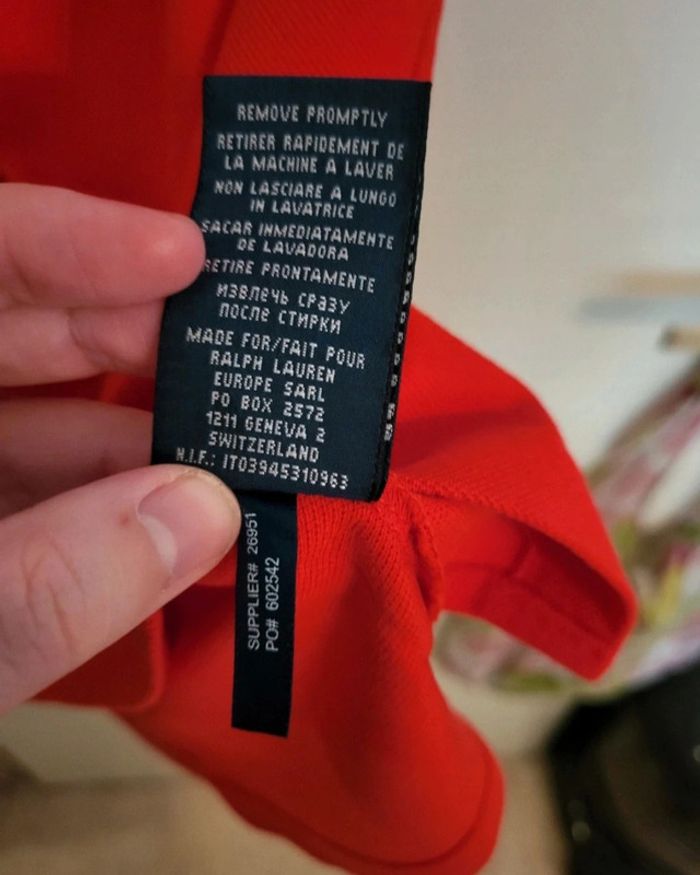 REMOVE PROMPTLY
RETIRER RAPIDEMENT DE
LA MACHINE A LAVER
NON LASCIARE A LUNGO
IN LAVATRICE
SACAR INMEDIATAMENTE
DE LAVADORA
RETIRE PRONTAMENTE
ИЗВЛЕЧЬ СРАЗУ
ПОСЛЕ СТИРКИ
MADE FOR/FAIT POUR
RALPH LAUREN
EUROPE SARL
PO BOX 2572
1211 GENEVA 2
SWITZERLAND
N.I.F.: IT03945310963
SUPPLIER# 26951
PO# 602542